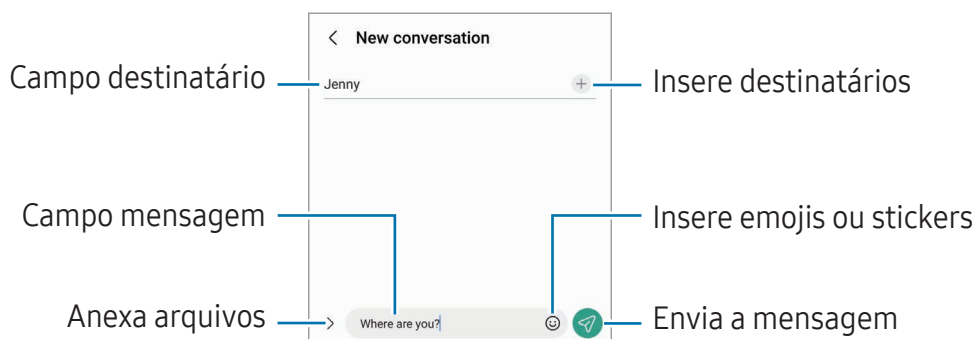 New conversation
Campo destinatário
Jenny
Insere destinatários
Campo mensagem
Insere emojis ou stickers
Anexa arquivos
Where are you?
Envia a mensagem